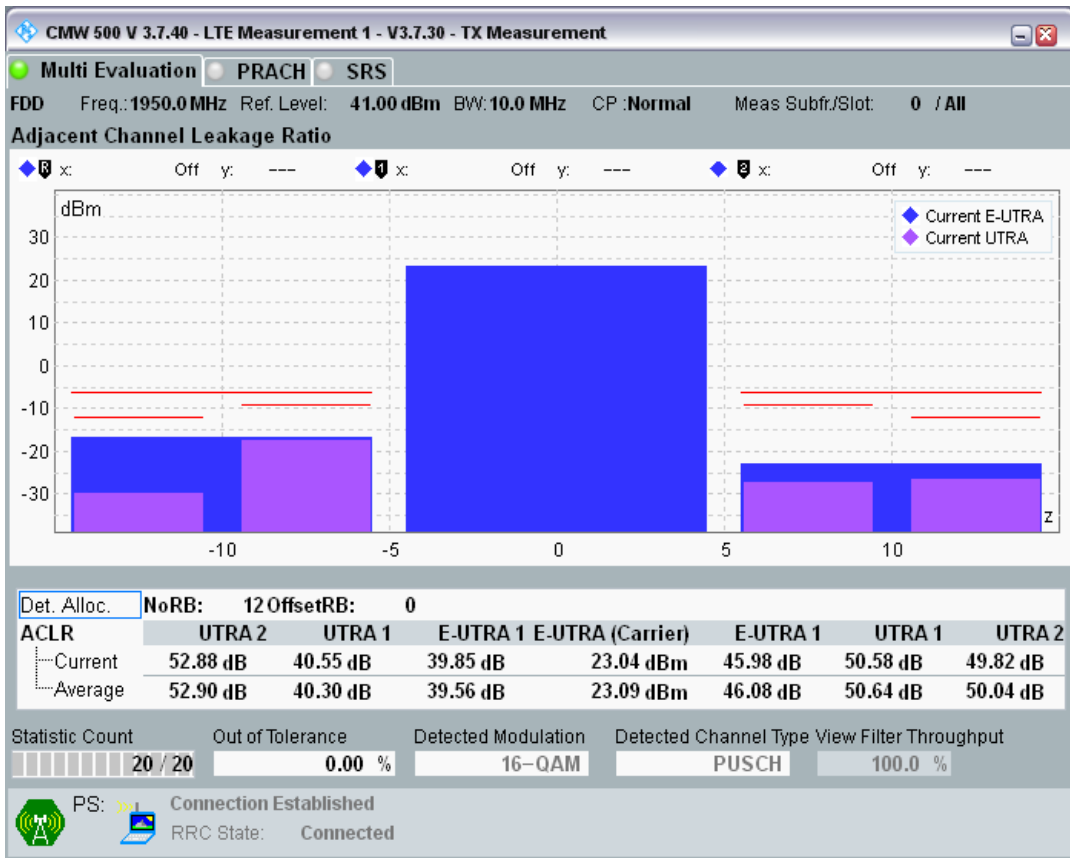 CMW 500 V 3.7.40 - LTE Measurement 1 - V3.7.30 - TX Measurement
Multi Evaluation PRACH SRS
FDD Freq.: 1950.0 MHz Ref. Level: 41.00 dBm BW: 10.0 MHz CP : Normal Meas Subfr./Slot: 0 / All
Adjacent Channel Leakage Ratio
R x: Off y: --- 1 x: Off y: --- 2 x: Off y: ---
dBm
Current E-UTRA
Current UTRA
30
20
10
0
-10
-20
-30
z
-10 -5 0 5 10
Det. Alloc. NoRB: 12 OffsetRB: 0
ACLR UTRA 2 UTRA 1 E-UTRA 1 E-UTRA (Carrier) E-UTRA 1 UTRA 1 UTRA 2
Current 52.88 dB 40.55 dB 39.85 dB 23.04 dBm 45.98 dB 50.58 dB 49.82 dB
Average 52.90 dB 40.30 dB 39.56 dB 23.09 dBm 46.08 dB 50.64 dB 50.04 dB
Statistic Count Out of Tolerance Detected Modulation Detected Channel Type View Filter Throughput
20 / 20 0.00 % 16-QAM PUSCH 100.0 %
PS: Connection Established
RRC State: Connected